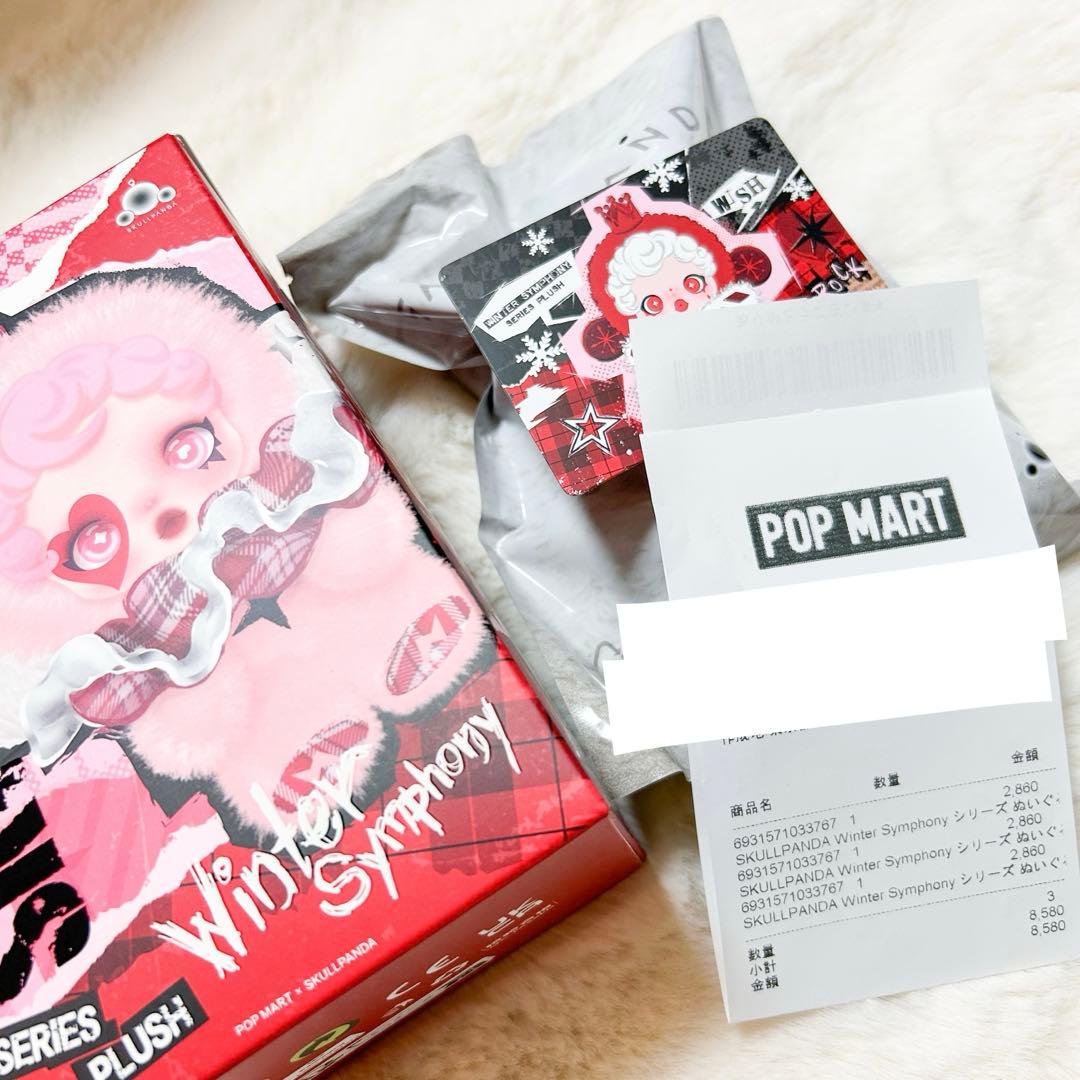 SKULLPANDA
Winter
Symphony
POP MART × SKULLPANDA
SERIES
PLUSH
WISH
WINTER SYMPHONY
SERIES PLUSH
ROCK
POP MART
金額
数量
商品名
2,860
6931571033767 1
SKULLPANDA Winter Symphony シリーズ ぬいぐ
2,860
6931571033767 1
SKULLPANDA Winter Symphony シリーズ ぬいぐ
2,860
6931571033767 1
SKULLPANDA Winter Symphony シリーズ ぬいぐ
数量 3
小計 8,580
金額 8,580